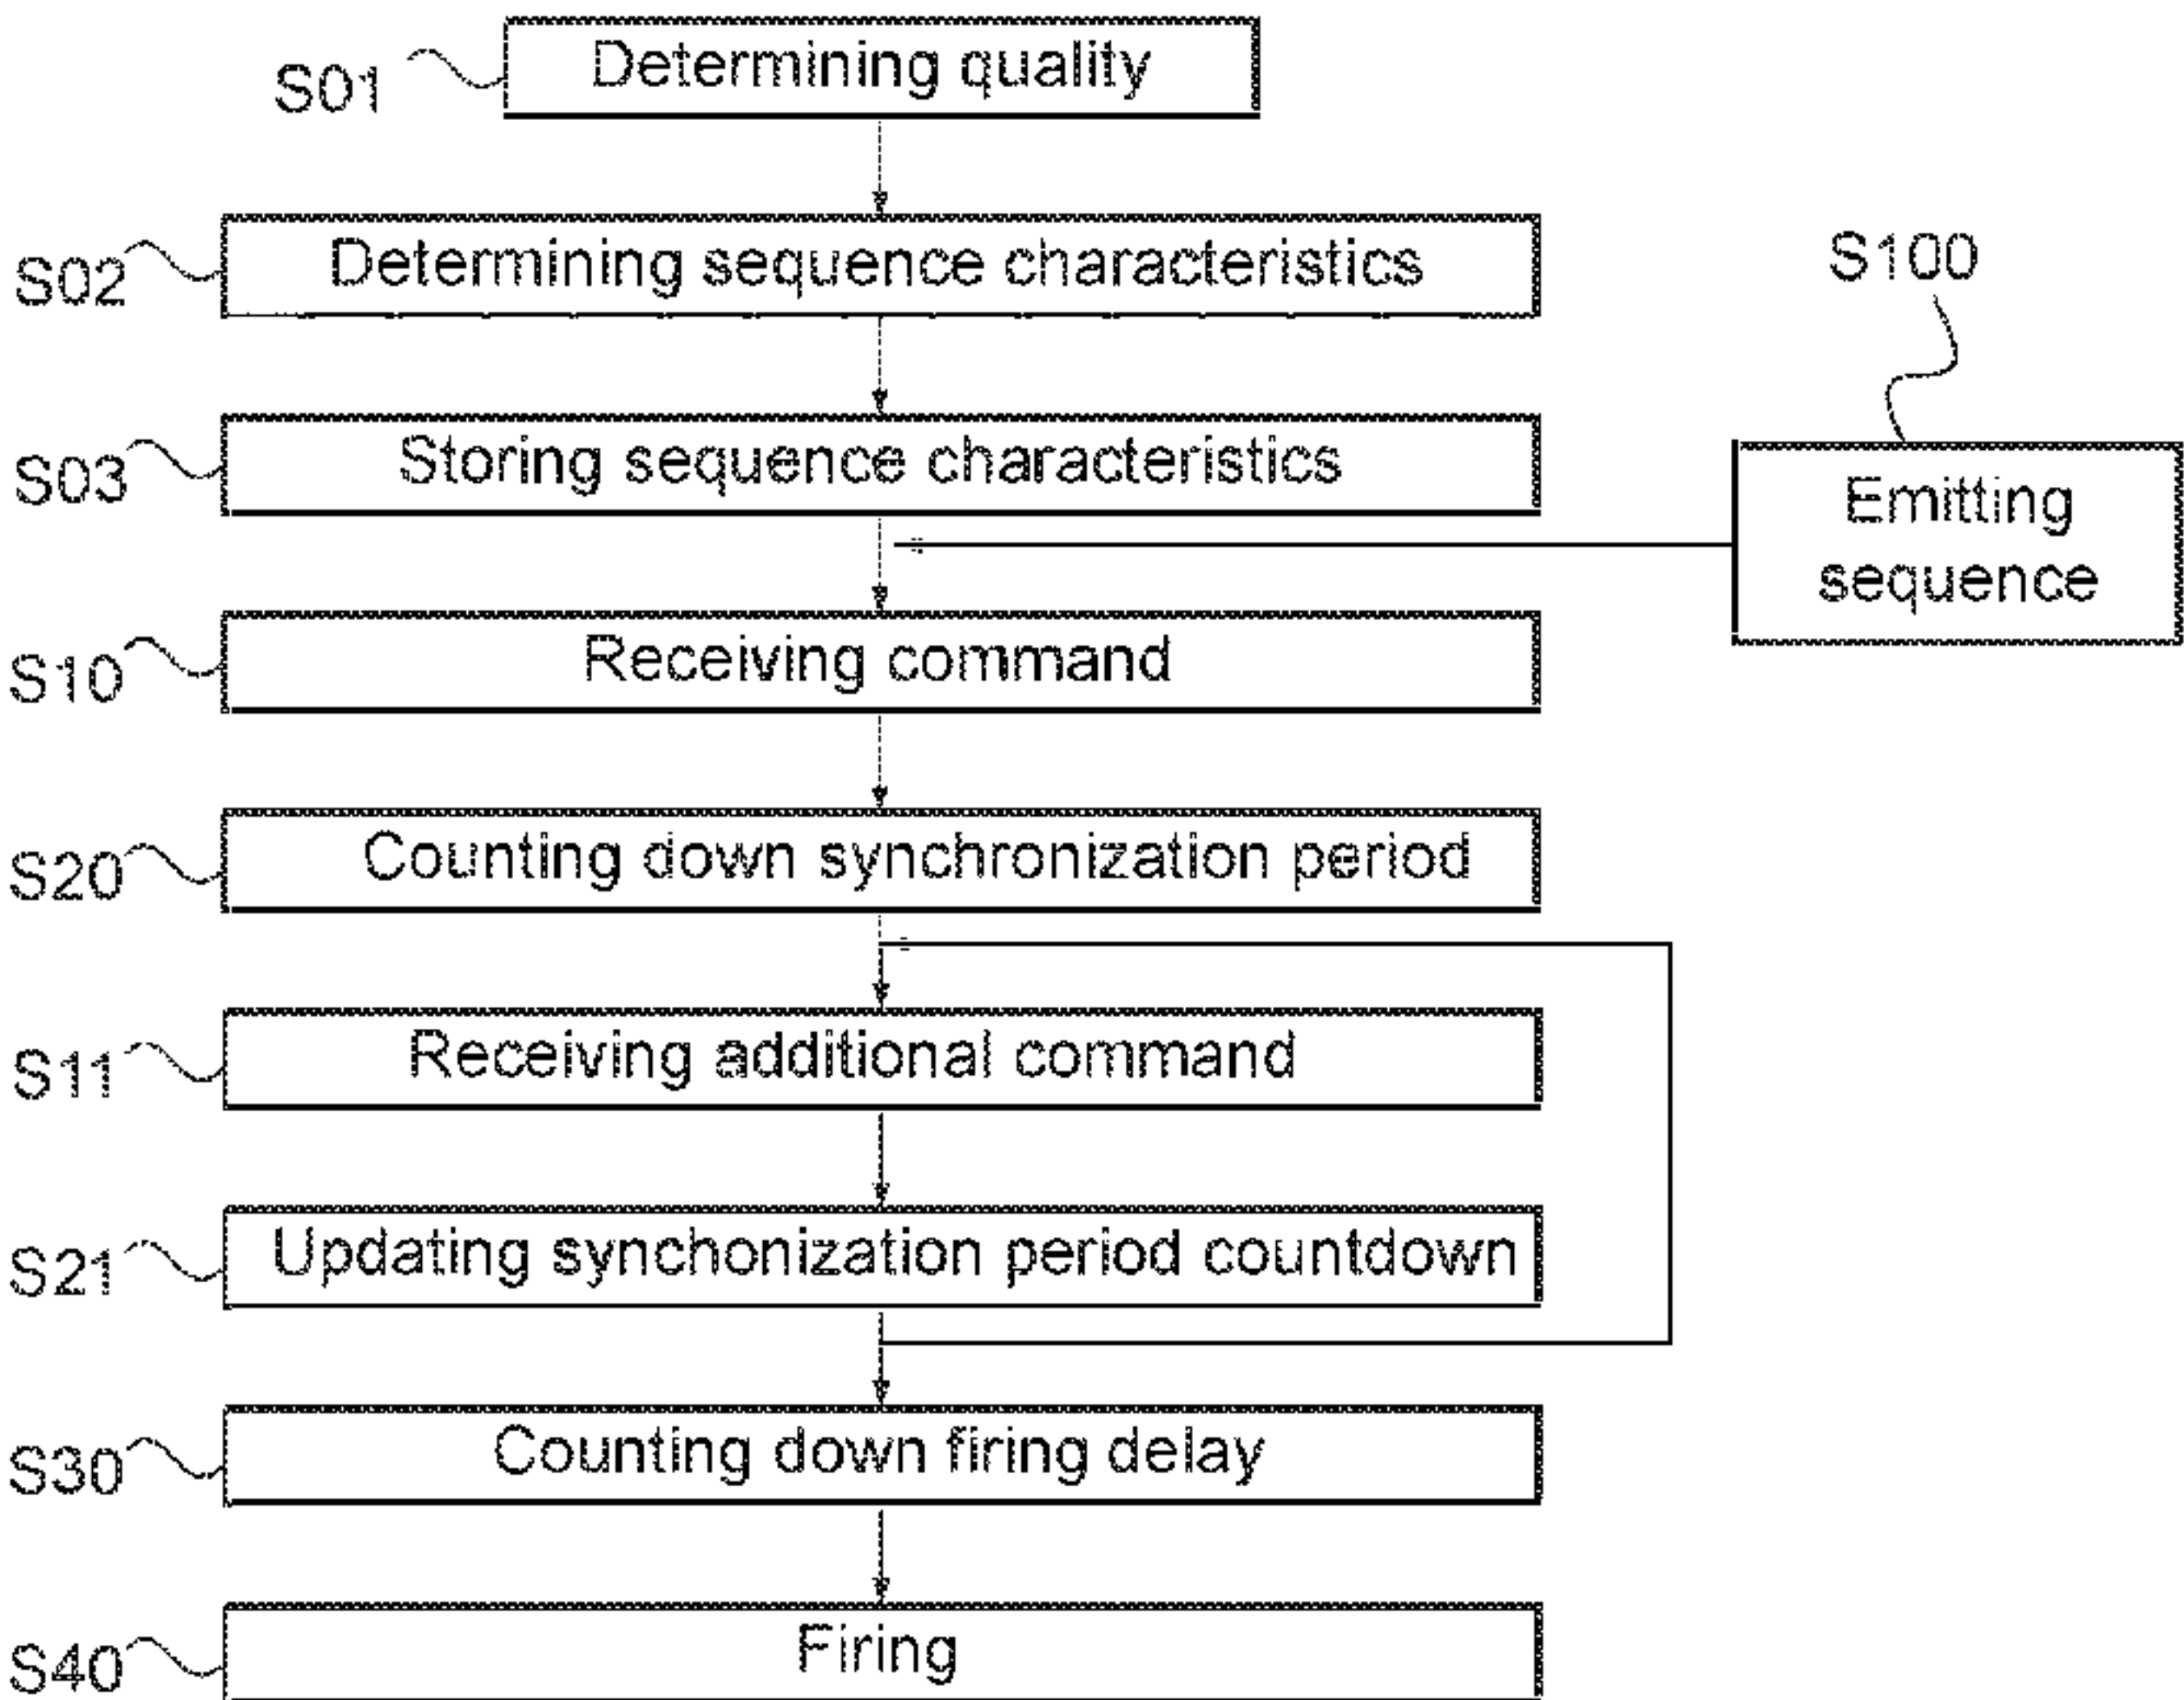 S01
Determining quality
S02
Determining sequence characteristics
S100
S03
Storing sequence characteristics
Emitting
sequence
S10
Receiving command
S20
Counting down synchronization period
S11
Receiving additional command
S21
Updating synchonization period countdown
S30
Counting down firing delay
S40
Firing